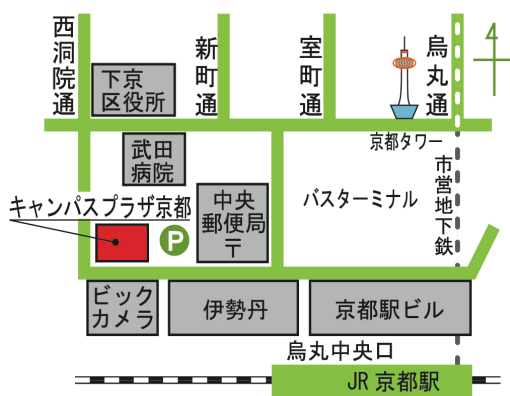 西洞院通
新町通
室町通
烏丸通
4
下京
区役所
京都タワー
武田
病院
市営地下鉄
キャンパスプラザ京都
中央
郵便局
〒
バスターミナル
P
ビック
カメラ
伊勢丹
京都駅ビル
烏丸中央口
JR 京都駅